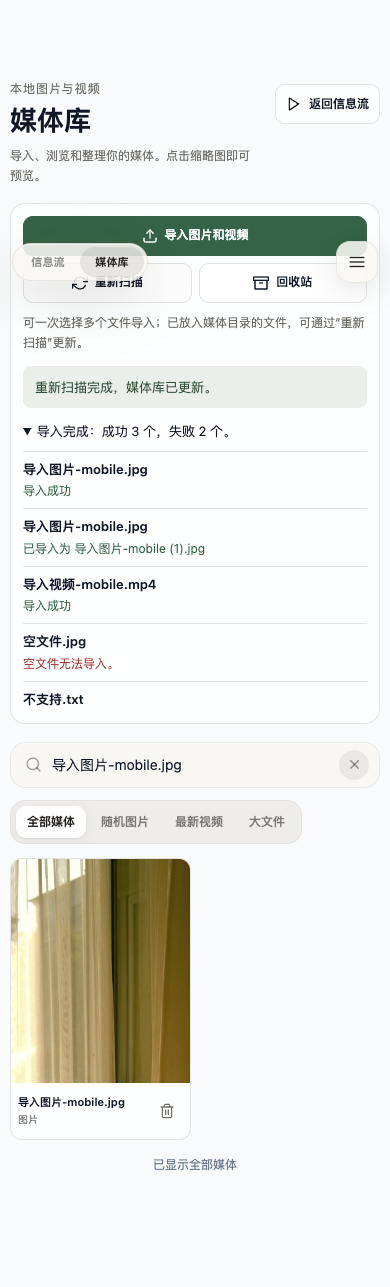 本地图片与视频
媒体库
返回信息流
导入、浏览和整理你的媒体。点击缩略图即可
预览。
导入图片和视频
信息流
媒体库
重新扫描
回收站
可一次选择多个文件导入；已放入媒体目录的文件，可通过“重新
扫描”更新。
重新扫描完成，媒体库已更新。
▼ 导入完成：成功 3 个，失败 2 个。
导入图片-mobile.jpg
导入成功
导入图片-mobile.jpg
已导入为 导入图片-mobile (1).jpg
导入视频-mobile.mp4
导入成功
空文件.jpg
空文件无法导入。
不支持.txt
导入图片-mobile.jpg
全部媒体
随机图片
最新视频
大文件
导入图片-mobile.jpg
图片
已显示全部媒体